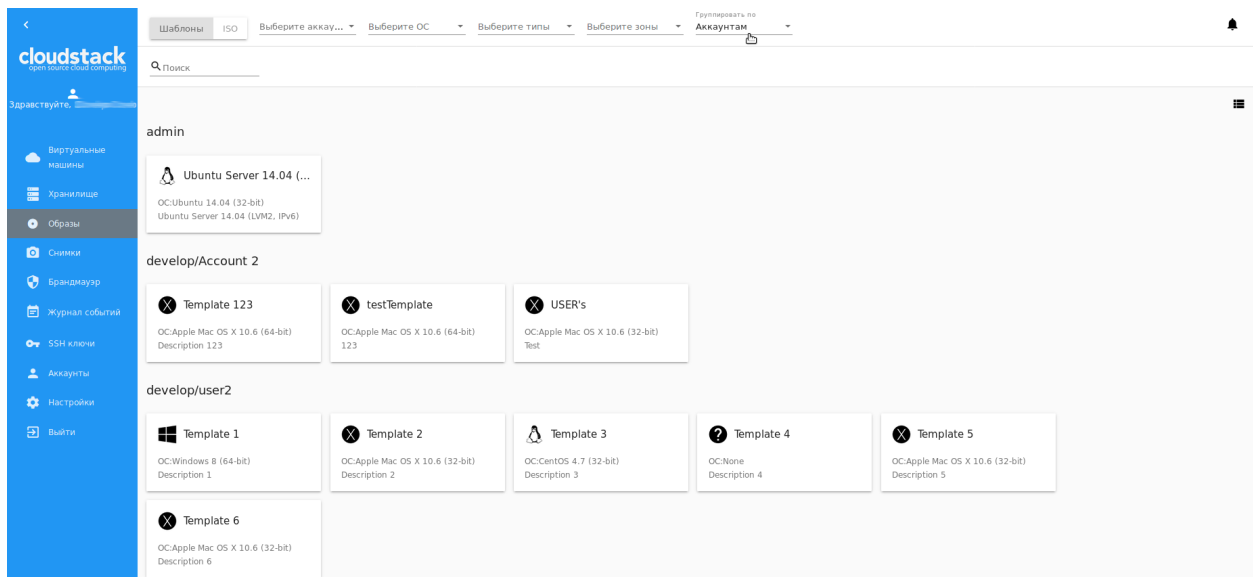 Шаблоны
ISO
Выберите аккау...
Выберите ОС
Выберите типы
Выберите зоны
Группировать по
Аккаунтам
cloudstack
open source cloud computing
Здравствуйте,
Поиск
Виртуальные
машины
Хранилище
Образы
Снимки
Брандмауэр
Журнал событий
SSH ключи
Аккаунты
Настройки
Выйти
admin
Ubuntu Server 14.04 (...
ОС:Ubuntu 14.04 (32-bit)
Ubuntu Server 14.04 (LVM2, IPv6)
develop/Account 2
Template 123
ОС:Apple Mac OS X 10.6 (64-bit)
Description 123
testTemplate
ОС:Apple Mac OS X 10.6 (64-bit)
123
USER's
ОС:Apple Mac OS X 10.6 (32-bit)
Test
develop/user2
Template 1
ОС:Windows 8 (64-bit)
Description 1
Template 2
ОС:Apple Mac OS X 10.6 (32-bit)
Description 2
Template 3
ОС:CentOS 4.7 (32-bit)
Description 3
Template 4
ОС:None
Description 4
Template 5
ОС:Apple Mac OS X 10.6 (32-bit)
Description 5
Template 6
ОС:Apple Mac OS X 10.6 (32-bit)
Description 6